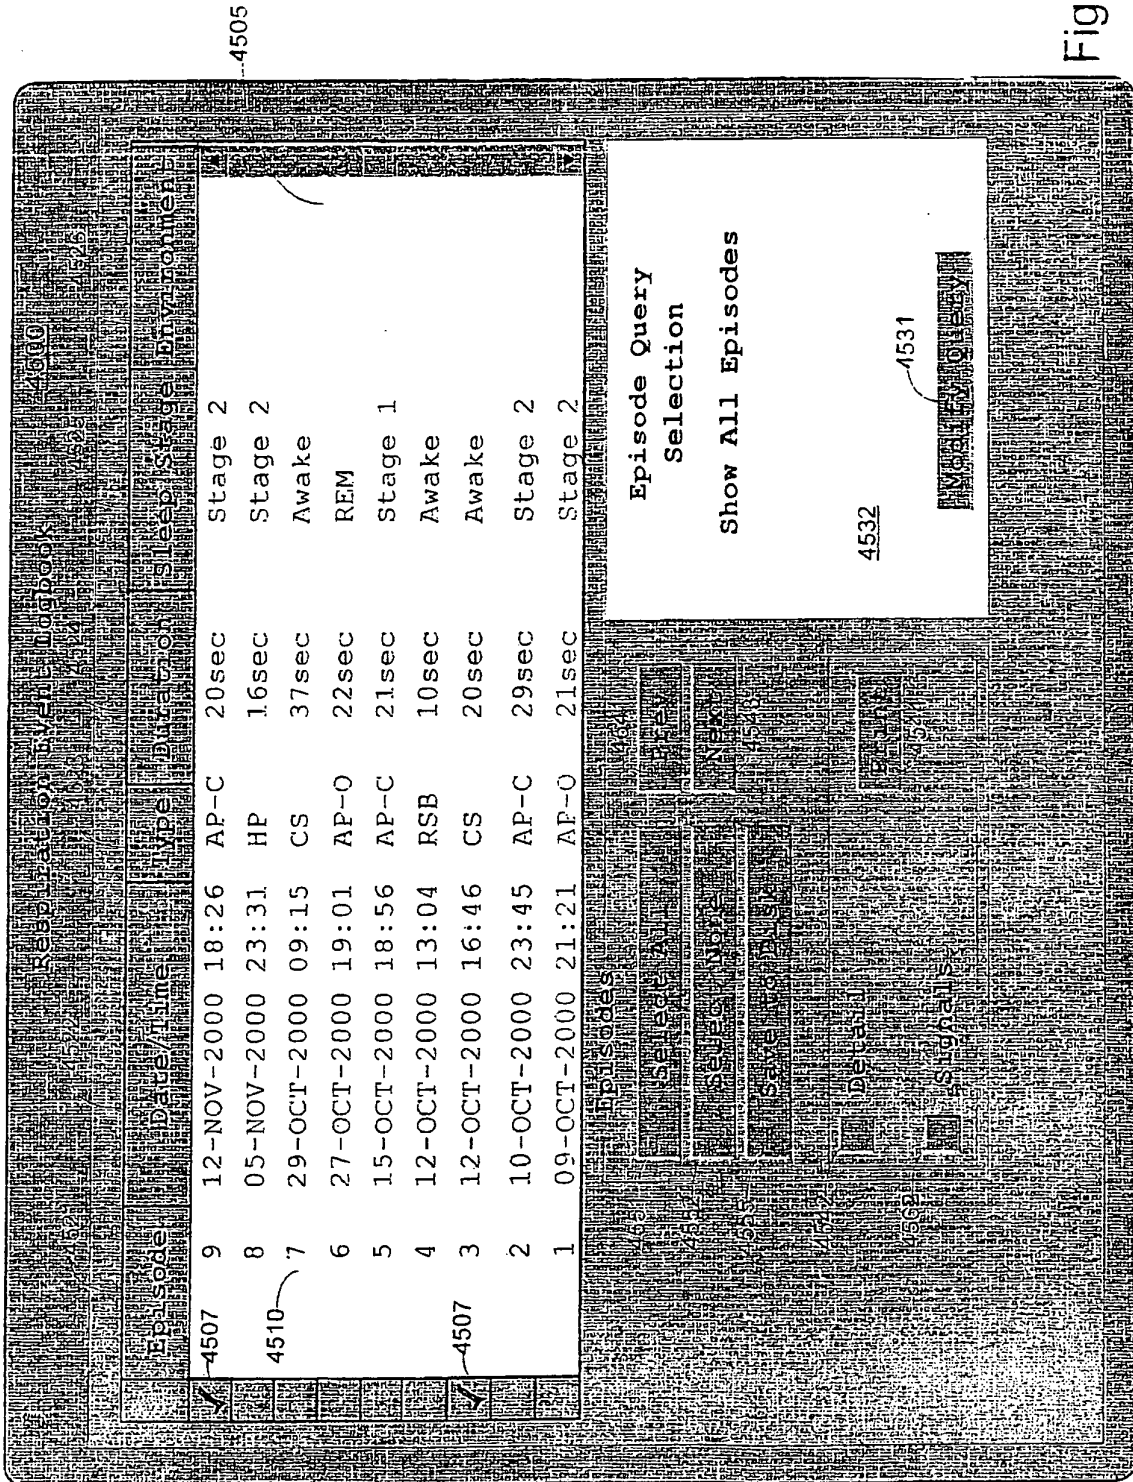 Respiration Event Logbook 4500
4505
Episode Date/Time Type Duration Sleep Stage Environment
4507
9 12-NOV-2000 18:26 AP-C 20sec Stage 2
8 05-NOV-2000 23:31 HP 16sec Stage 2
4510
7 29-OCT-2000 09:15 CS 37sec Awake
6 27-OCT-2000 19:01 AP-O 22sec REM
5 15-OCT-2000 18:56 AP-C 21sec Stage 1
4 12-OCT-2000 13:04 RSB 10sec Awake
4507
3 12-OCT-2000 16:46 CS 20sec Awake
2 10-OCT-2000 23:45 AP-C 29sec Stage 2
1 09-OCT-2000 21:21 AP-O 21sec Stage 2
Episodes
Select All
Prev
Select None
Next
Save to Disk
Detail
Print
Signals
Episode Query
Selection
Show All Episodes
4532
4531
Modify Query
Fig